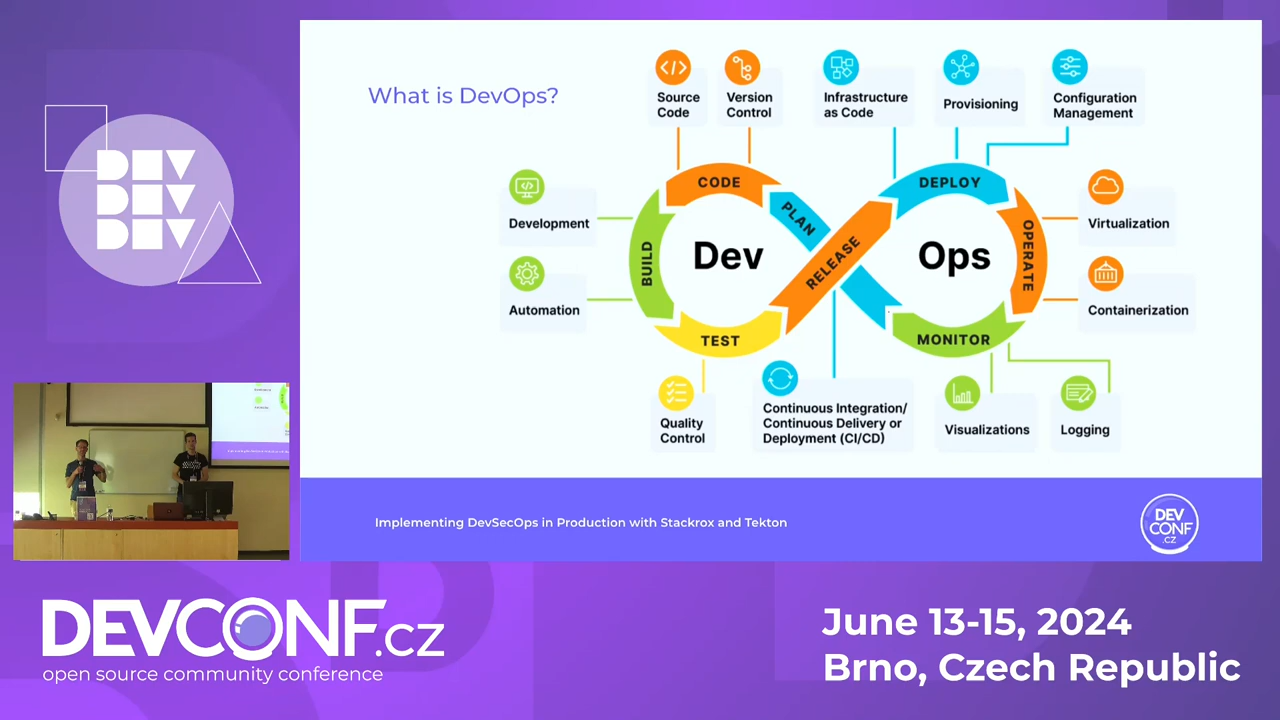 What is DevOps?
Source
Code
Version
Control
Infrastructure
as Code
Provisioning
Configuration
Management
Development
Automation
Virtualization
Containerization
CODE
PLAN
BUILD
TEST
RELEASE
DEPLOY
OPERATE
MONITOR
Dev
Ops
Quality
Control
Continuous Integration/
Continuous Delivery or
Deployment (CI/CD)
Visualizations
Logging
Implementing DevSecOps in Production with Stackrox and Tekton
DEV
CONF
.CZ
DEV
DEV
DEV
DEVCONF.cz
open source community conference
June 13-15, 2024
Brno, Czech Republic